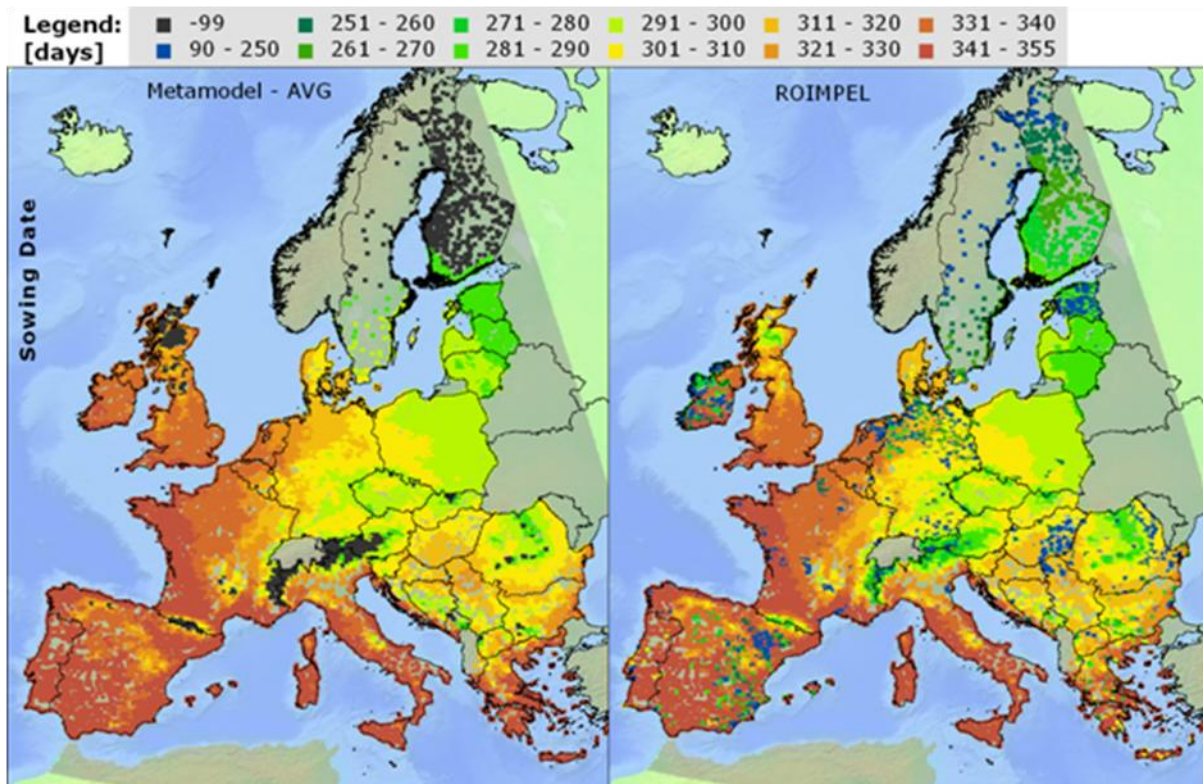 Legend: -99 251 - 260 271 - 280 291 - 300 311 - 320 331 - 340
[days] 90 - 250 261 - 270 281 - 290 301 - 310 321 - 330 341 - 355
Metamodel - AVG
ROIMPEL
Sowing Date